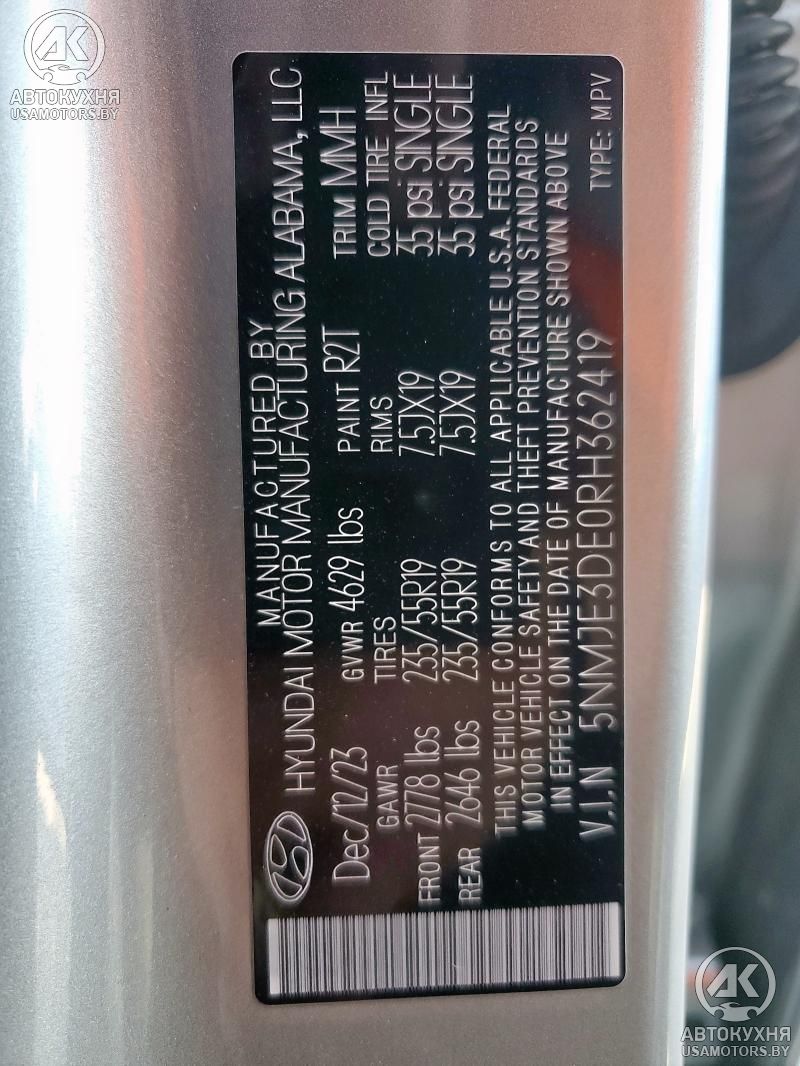 АВТОКУХНЯ
USAMOTORS.BY
MANUFACTURED BY
HYUNDAI MOTOR MANUFACTURING ALABAMA, LLC
Dec/12/23 GVWR 4629 lbs PAINT R2T TRIM MMH
GAWR TIRES RIMS COLD TIRE INFL
FRONT 2778 lbs 235/55R19 7.5JX19 35 psi SINGLE
REAR 2646 lbs 235/55R19 7.5JX19 35 psi SINGLE
THIS VEHICLE CONFORMS TO ALL APPLICABLE U.S.A. FEDERAL
MOTOR VEHICLE SAFETY AND THEFT PREVENTION STANDARDS
IN EFFECT ON THE DATE OF MANUFACTURE SHOWN ABOVE
V.I.N 5NMJE3DE0RH362419 TYPE: MPV
АВТОКУХНЯ
USAMOTORS.BY